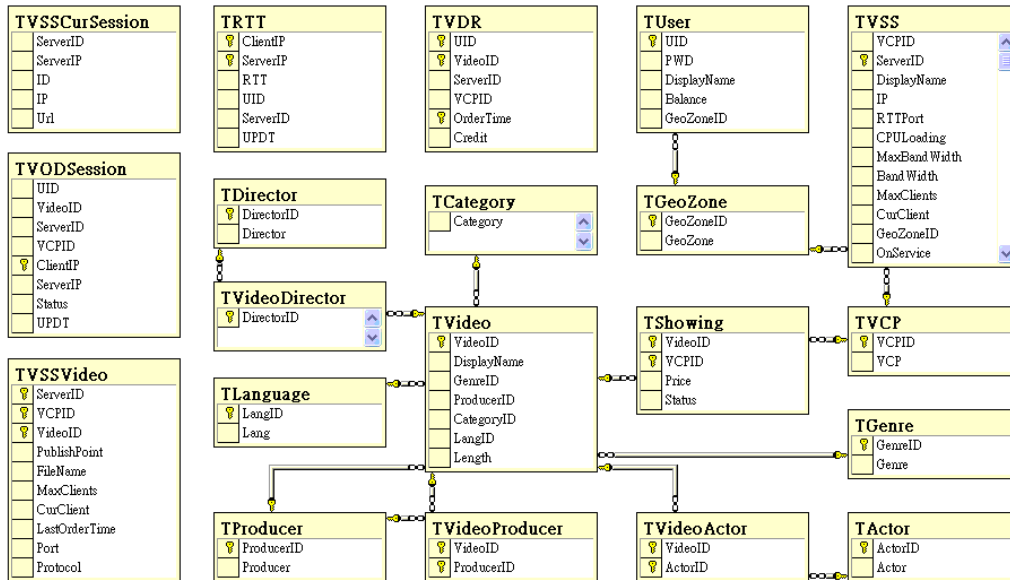 TVSSCurSession
ServerID
ServerIP
ID
IP
Url
TRTT
ClientIP
ServerIP
RTT
UID
ServerID
UPDT
TVDR
UID
VideoID
ServerID
VCPID
OrderTime
Credit
TUser
UID
PWD
DisplayName
Balance
GeoZoneID
TVSS
VCPID
ServerID
DisplayName
IP
RTTPort
CPULoading
MaxBandWidth
BandWidth
MaxClients
CurClient
GeoZoneID
OnService
TVODSession
UID
VideoID
ServerID
VCPID
ClientIP
ServerIP
Status
UPDT
TDirector
DirectorID
Director
TCategory
Category
TGeoZone
GeoZoneID
GeoZone
TVideoDirector
DirectorID
TVideo
VideoID
DisplayName
GenreID
ProducerID
CategoryID
LangID
Length
TShowing
VideoID
VCPID
Price
Status
TVCP
VCPID
VCP
TVSSVideo
ServerID
VCPID
VideoID
PublishPoint
FileName
MaxClients
CurClient
LastOrderTime
Port
Protocol
TLanguage
LangID
Lang
TGenre
GenreID
Genre
TProducer
ProducerID
Producer
TVideoProducer
VideoID
ProducerID
TVideoActor
VideoID
ActorID
TActor
ActorID
Actor